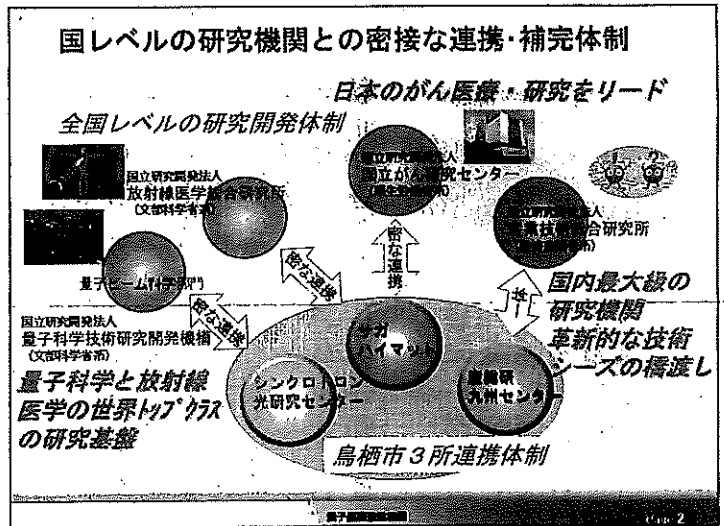 国レベルの研究機関との密接な連携・補完体制
日本のがん医療・研究をリード
全国レベルの研究開発体制
国立研究開発法人
放射線医学総合研究所
(文部科学省系)
国立研究開発法人
国立がん研究センター
国立研究開発法人
産業技術総合研究所
量子ビーム科学部門
国立研究開発法人
量子科学技術研究開発機構
(文部科学省系)
密な連携
密な連携
密な連携
国内最大級の
研究機関
革新的な技術
シーズの橋渡し
量子科学と放射線
医学の世界トップクラス
の研究基盤
サガ
ハイマット
シンクロトロン
光研究センター
産総研
九州センター
鳥栖市3所連携体制
2